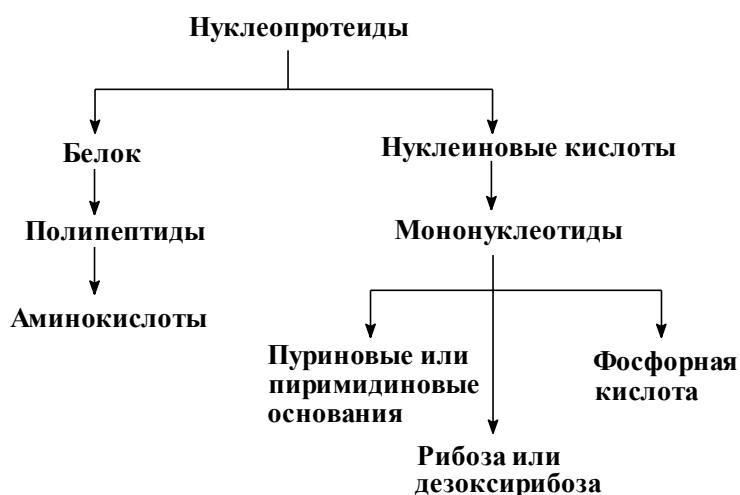 Нуклеопротеиды
Белок
Нуклеиновые кислоты
Полипептиды
Мононуклеотиды
Аминокислоты
Пуриновые или
пиримидиновые
основания
Фосфорная
кислота
Рибоза или
дезоксирибоза